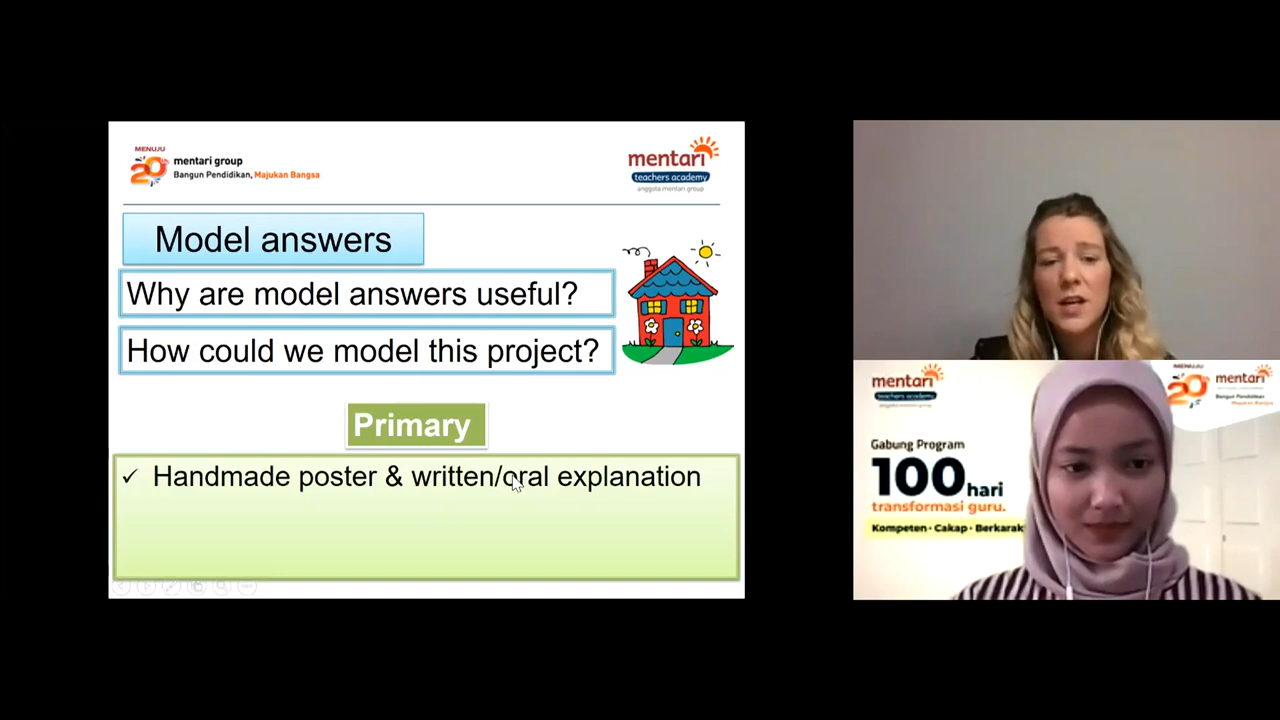 MENUJU
20
mentari group
Bangun Pendidikan, Majukan Bangsa
mentari
teachers academy
anggota mentari group
Model answers
Why are model answers useful?
How could we model this project?
Primary
✓ Handmade poster & written/oral explanation
mentari
teachers academy
Gabung Program
100 hari
transformasi guru.
Kompeten · Cakap · Berkarak
MENUJU
20
mentari
Bangun Pendidikan
Majukan Bangsa